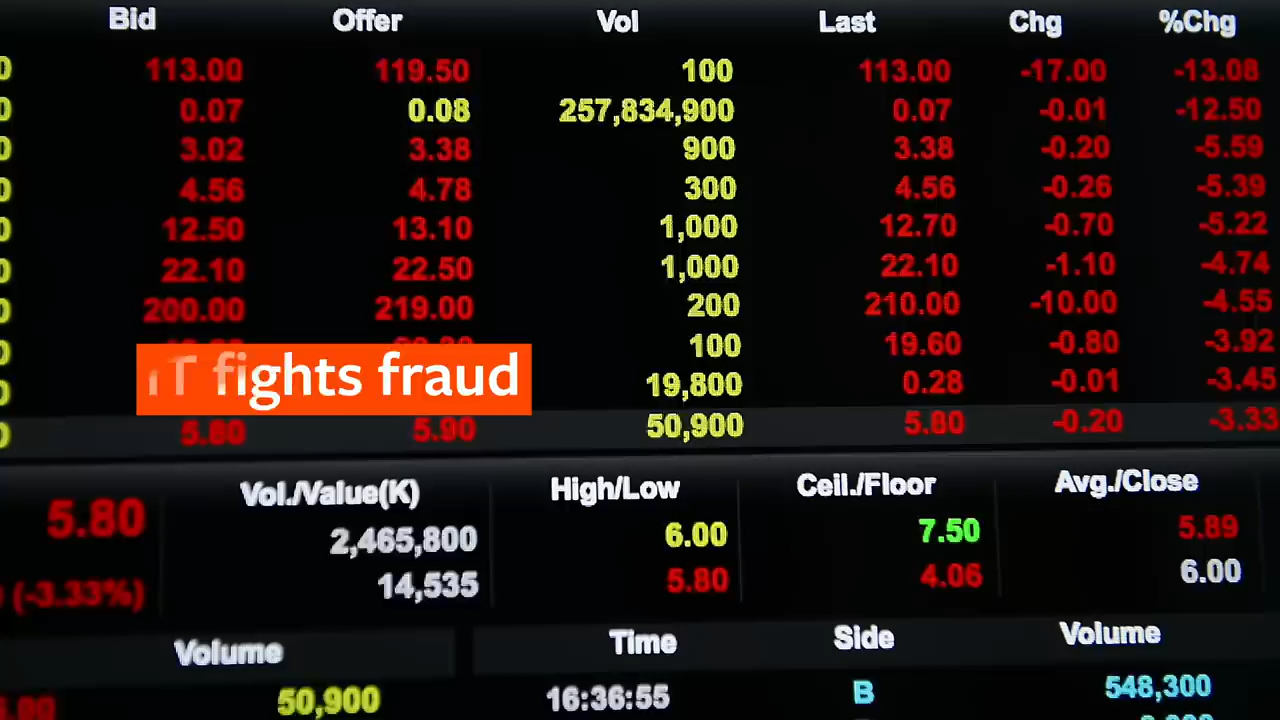 Bid Offer Vol Last Chg %Chg
113.00 119.50 100 113.00 -17.00 -13.08
0.07 0.08 257,834,900 0.07 -0.01 -12.50
3.02 3.38 900 3.38 -0.20 -5.59
4.56 4.78 300 4.56 -0.26 -5.39
12.50 13.10 1,000 12.70 -0.70 -5.22
22.10 22.50 1,000 22.10 -1.10 -4.74
200.00 219.00 200 210.00 -10.00 -4.55
100 19.60 -0.80 -3.92
iT fights fraud
19,800 0.28 -0.01 -3.45
5.80 5.90 50,900 5.80 -0.20 -3.33
Vol./Value(K) High/Low Ceil./Floor Avg./Close
5.80 2,465,800 6.00 7.50 5.89
(-3.33%) 14,535 5.80 4.06 6.00
Volume Time Side Volume
50,900 16:36:55 B 548,300